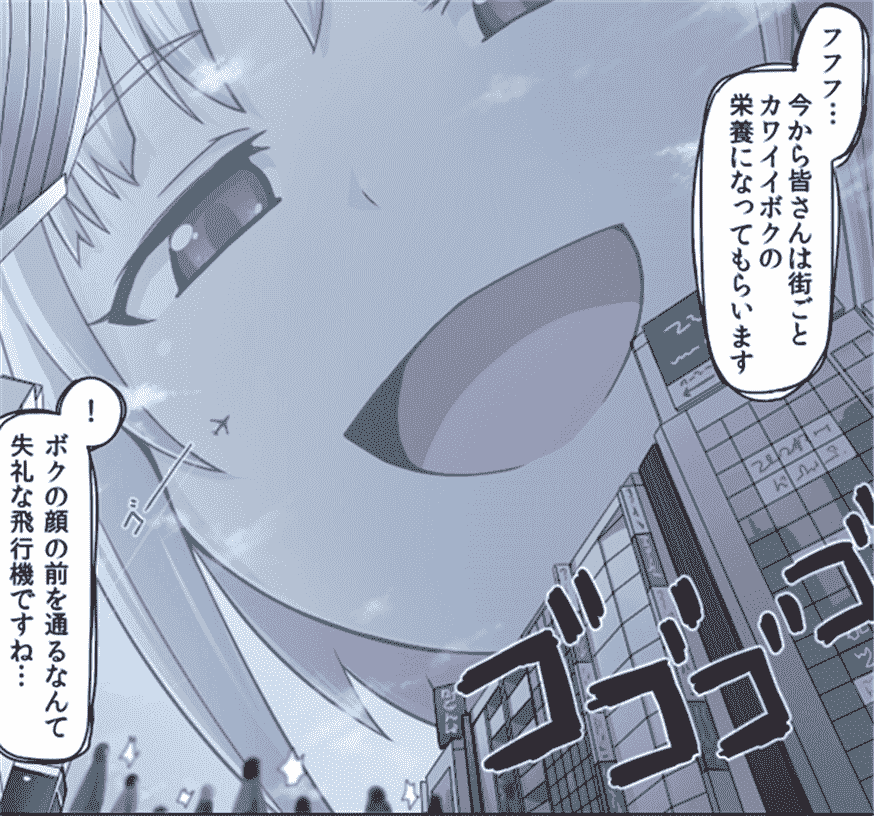 フフフ…
今から皆さんは街ごと
カワイイボクの
栄養になってもらいます
！
ボクの顔の前を通るなんて
失礼な飛行機ですね…
ゴゴゴゴ